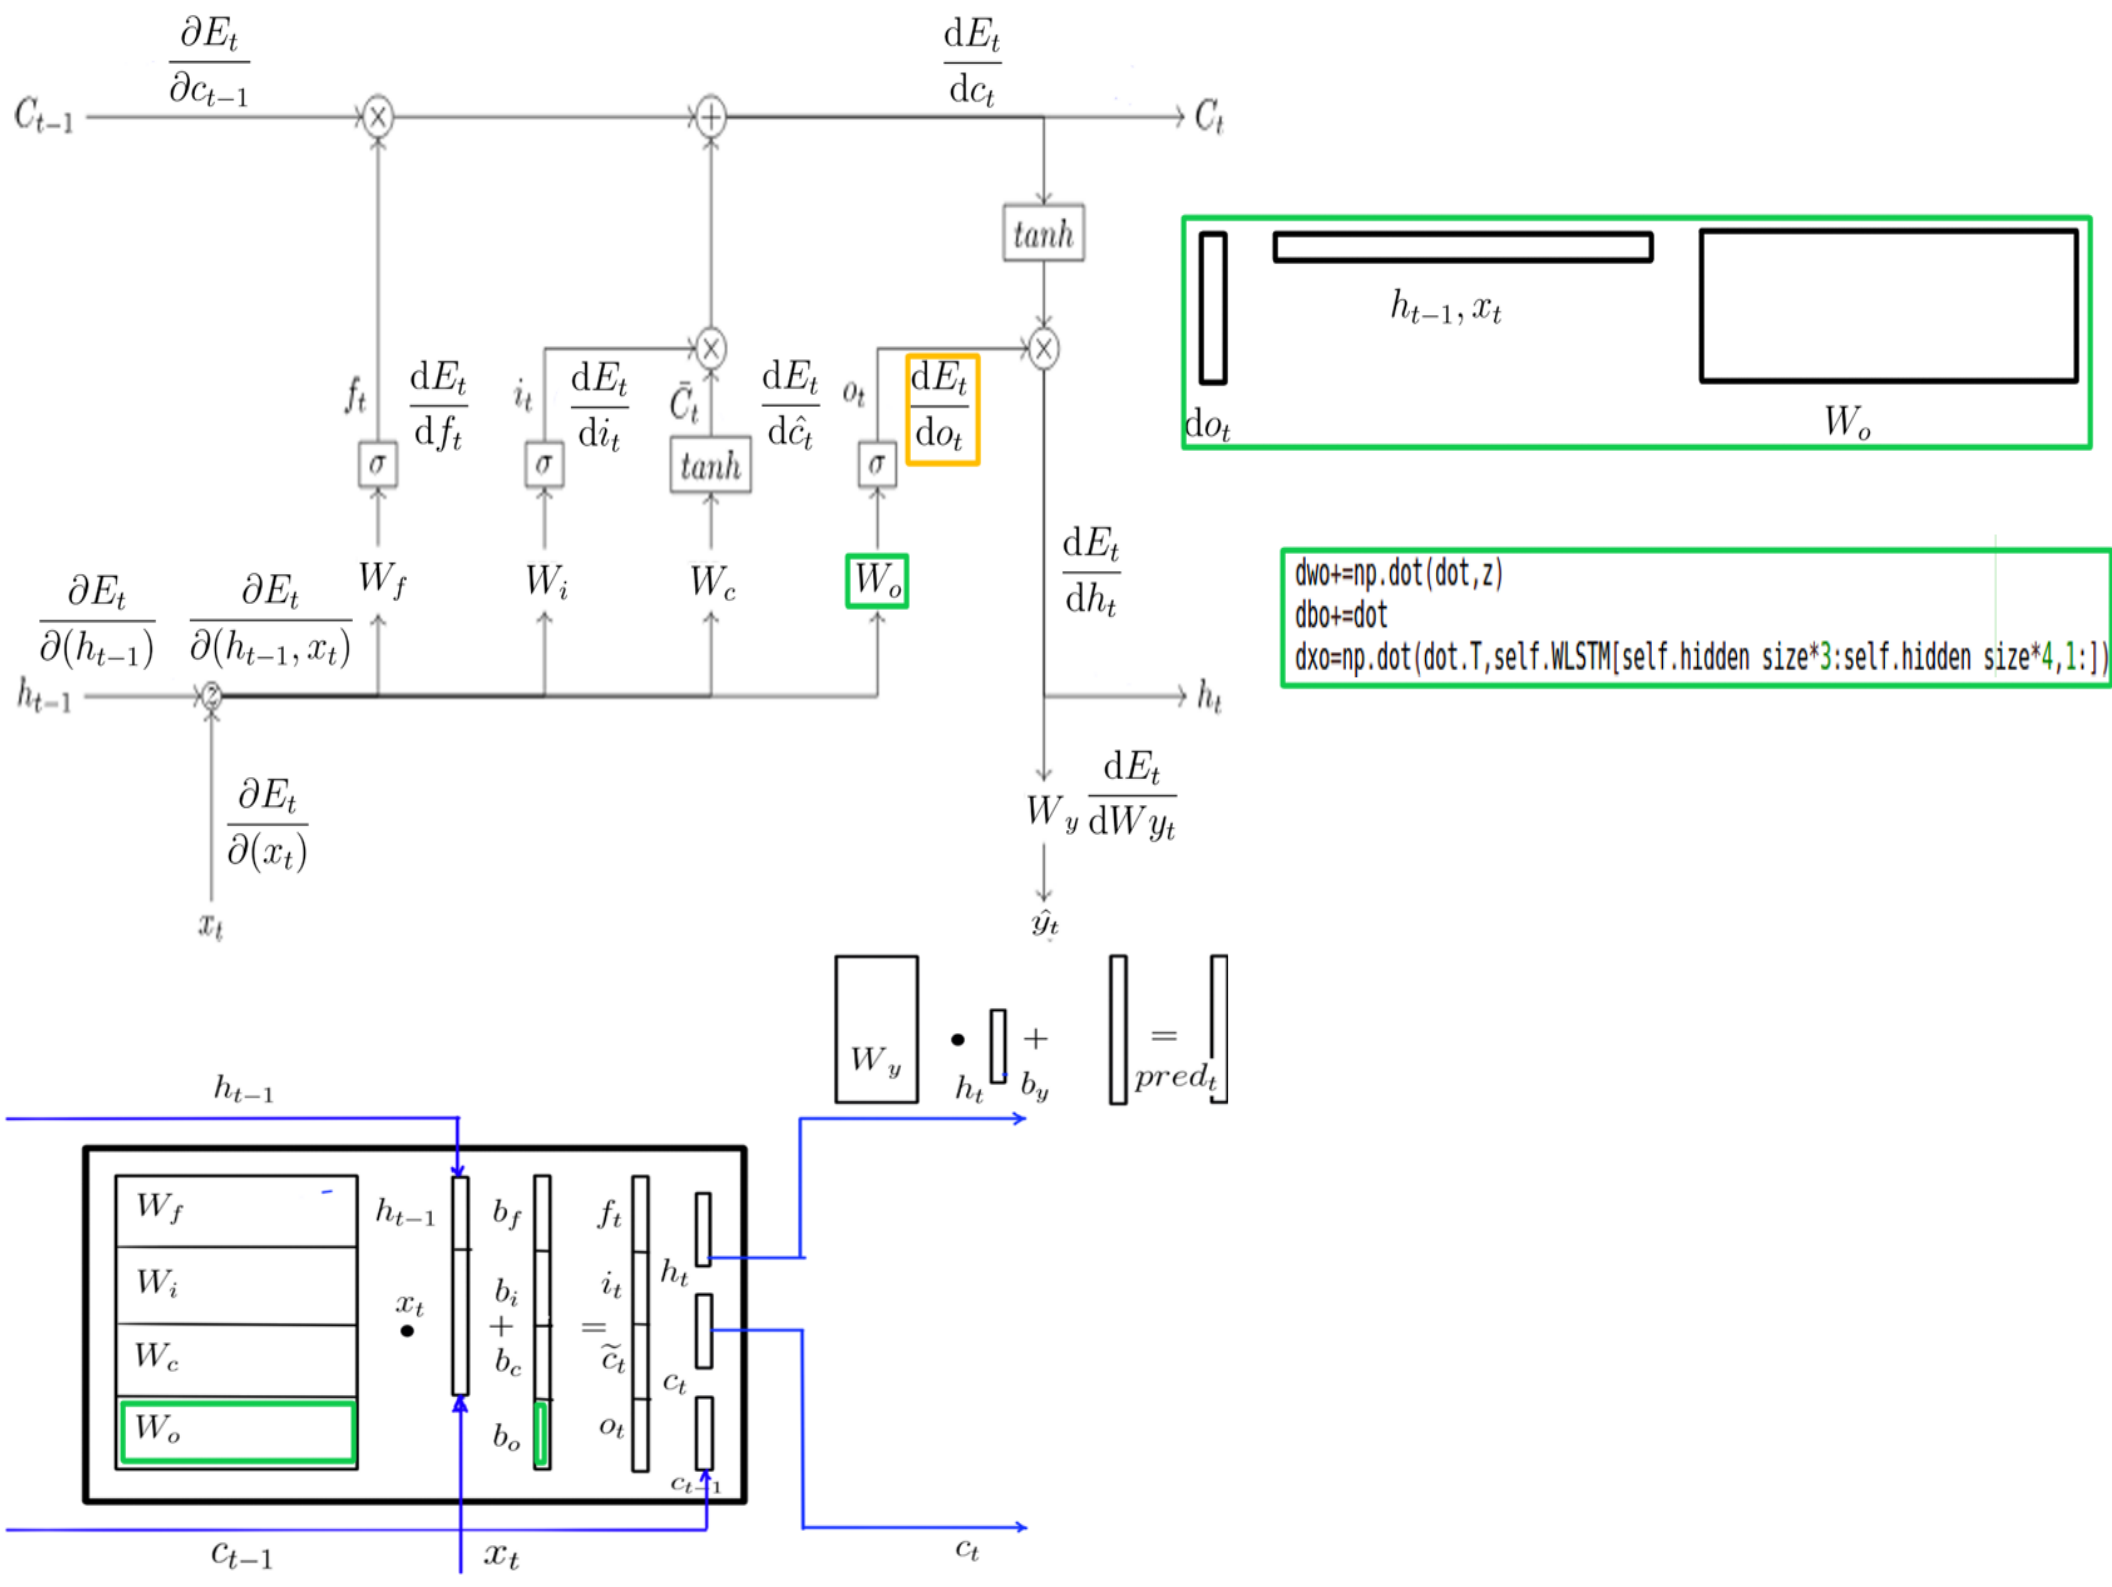 ∂E_t/∂c_{t−1}
dE_t/dc_t
C_{t−1}
×
+
C_t
tanh
h_{t−1}, x_t
do_t
W_o
×
×
f_t
dE_t/df_t
i_t
dE_t/di_t
C̄_t
dE_t/dĉ_t
o_t
dE_t/do_t
σ
σ
tanh
σ
dE_t/dh_t
W_f
W_i
W_c
W_o
dwo+=np.dot(dot,z)
dbo+=dot
dxo=np.dot(dot.T,self.WLSTM[self.hidden size*3:self.hidden size*4,1:])
∂E_t/∂(h_{t−1})
∂E_t/∂(h_{t−1}, x_t)
h_{t−1}
h_t
∂E_t/∂(x_t)
W_y
dE_t/dWy_t
x_t
ŷ_t
W_y • h_t + b_y = pred_t
h_{t−1}
W_f
h_{t−1}
b_f
f_t
W_i
x_t
b_i
i_t
h_t
• + =
W_c
b_c
c̃_t
c_t
W_o
b_o
o_t
c_{t−1}
c_{t−1}
x_t
c_t